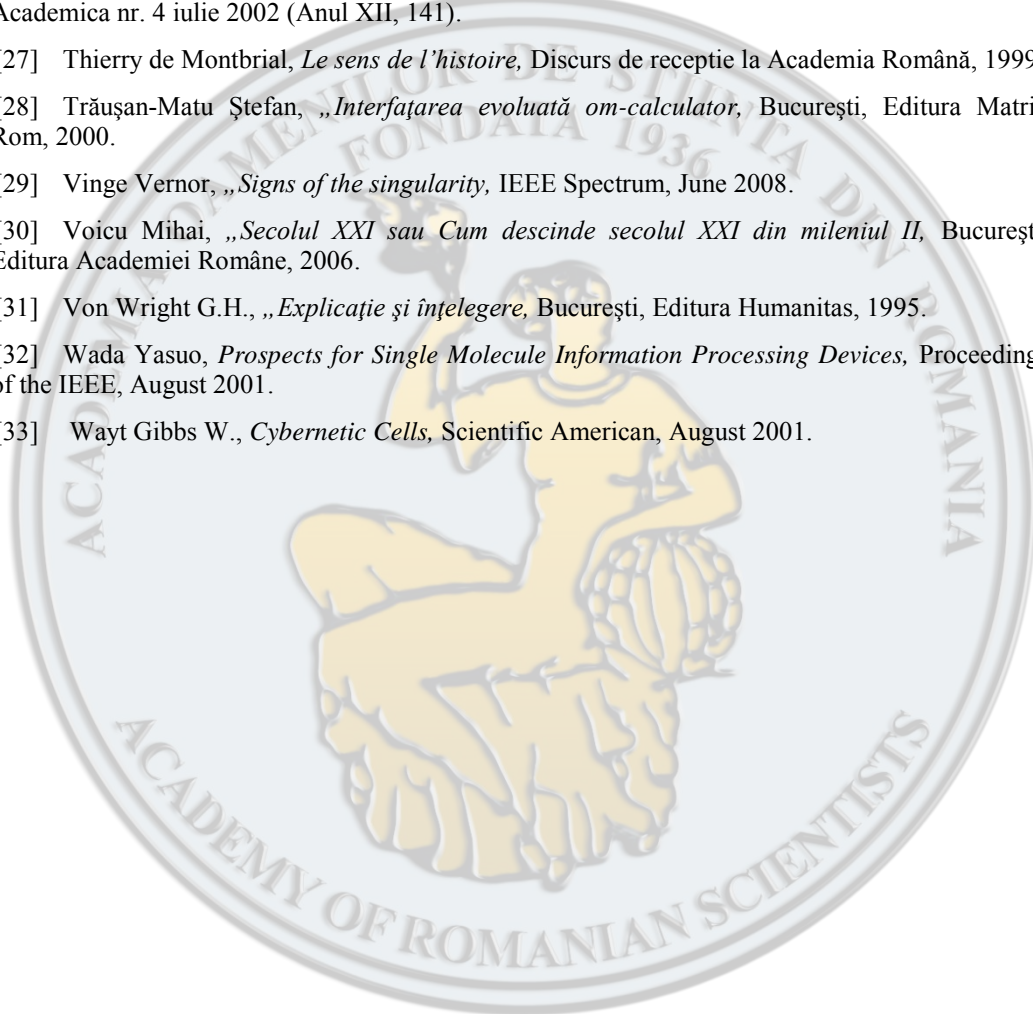 Academica nr. 4 iulie 2002 (Anul XII, 141).
[27] Thierry de Montbrial, Le sens de l’histoire, Discurs de receptie la Academia Română, 1999
[28] Trăuşan-Matu Ştefan, „Interfaţarea evoluată om-calculator, Bucureşti, Editura Matri
Rom, 2000.
[29] Vinge Vernor, „Signs of the singularity, IEEE Spectrum, June 2008.
[30] Voicu Mihai, „Secolul XXI sau Cum descinde secolul XXI din mileniul II, Bucureşt
Editura Academiei Române, 2006.
[31] Von Wright G.H., „Explicaţie şi înţelegere, Bucureşti, Editura Humanitas, 1995.
[32] Wada Yasuo, Prospects for Single Molecule Information Processing Devices, Proceeding
of the IEEE, August 2001.
[33] Wayt Gibbs W., Cybernetic Cells, Scientific American, August 2001.
ACADEMIA OAMENILOR DE STIINTA DIN ROMANIA
FONDATA 1936
ACADEMY OF ROMANIAN SCIENTISTS